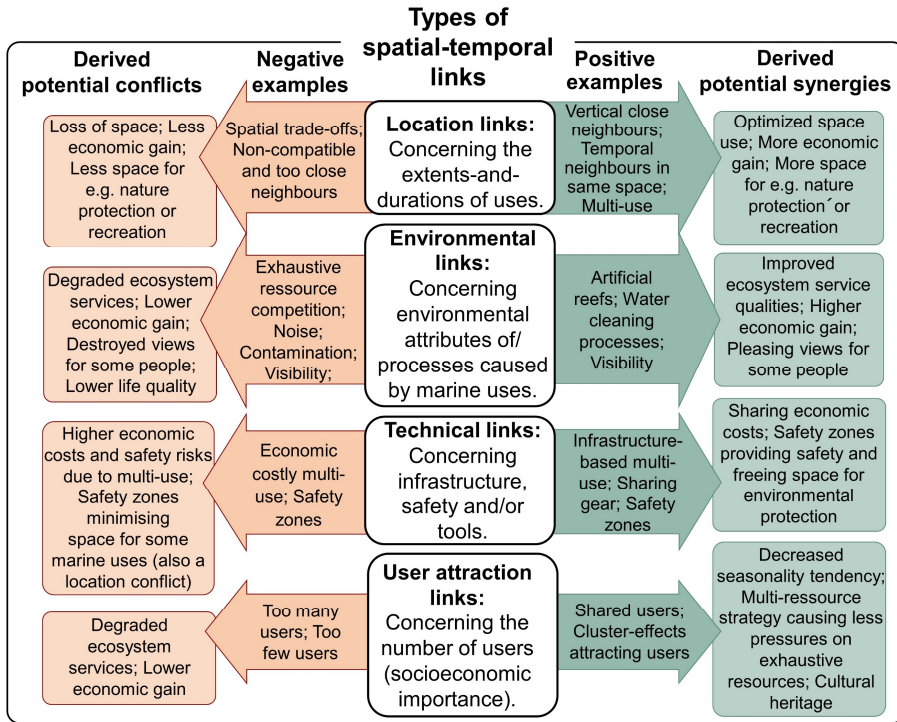 Types of
spatial-temporal
links
Derived
potential conflicts
Negative
examples
Positive
examples
Derived
potential synergies
Loss of space; Less
economic gain;
Less space for
e.g. nature
protection or
recreation
Spatial trade-offs;
Non-compatible
and too close
neighbours
Location links:
Concerning the
extents-and-
durations of uses.
Vertical close
neighbours;
Temporal
neighbours in
same space;
Multi-use
Optimized space
use; More economic
gain; More space
for e.g. nature
protection´or
recreation
Degraded ecosystem
services; Lower
economic gain;
Destroyed views
for some people;
Lower life quality
Exhaustive
ressource
competition;
Noise;
Contamination;
Visibility;
Environmental
links:
Concerning
environmental
attributes of/
processes caused
by marine uses.
Artificial
reefs; Water
cleaning
processes;
Visibility
Improved
ecosystem service
qualities; Higher
economic gain;
Pleasing views for
some people
Higher economic
costs and safety risks
due to multi-use;
Safety zones
minimising
space for some
marine uses (also a
location conflict)
Economic
costly multi-
use; Safety
zones
Technical links:
Concerning
infrastructure,
safety and/or
tools.
Infrastructure-
based multi-
use; Sharing
gear; Safety
zones
Sharing economic
costs; Safety zones
providing safety and
freeing space for
environmental
protection
Degraded
ecosystem
services; Lower
economic gain
Too many
users; Too
few users
User attraction
links:
Concerning the
number of users
(socioeconomic
importance).
Shared users;
Cluster-effects
attracting users
Decreased
seasonality tendency;
Multi-ressource
strategy causing less
pressures on
exhaustive
resources; Cultural
heritage